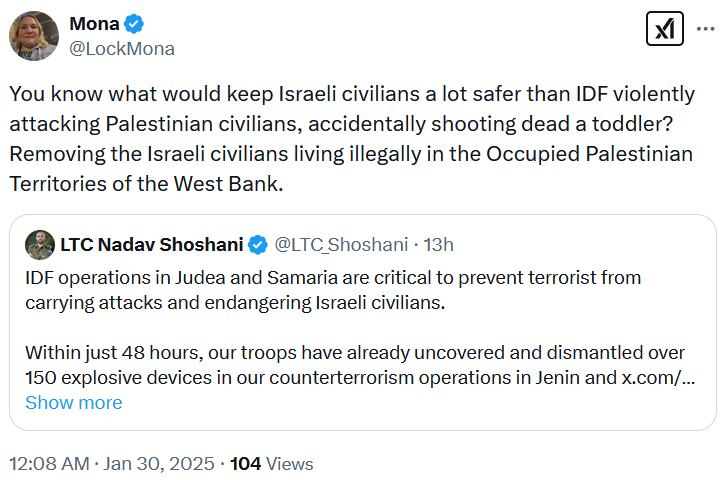 Mona
@LockMona
You know what would keep Israeli civilians a lot safer than IDF violently
attacking Palestinian civilians, accidentally shooting dead a toddler?
Removing the Israeli civilians living illegally in the Occupied Palestinian
Territories of the West Bank.
LTC Nadav Shoshani @LTC_Shoshani · 13h
IDF operations in Judea and Samaria are critical to prevent terrorist from
carrying attacks and endangering Israeli civilians.
Within just 48 hours, our troops have already uncovered and dismantled over
150 explosive devices in our counterterrorism operations in Jenin and x.com/...
Show more
12:08 AM · Jan 30, 2025 · 104 Views